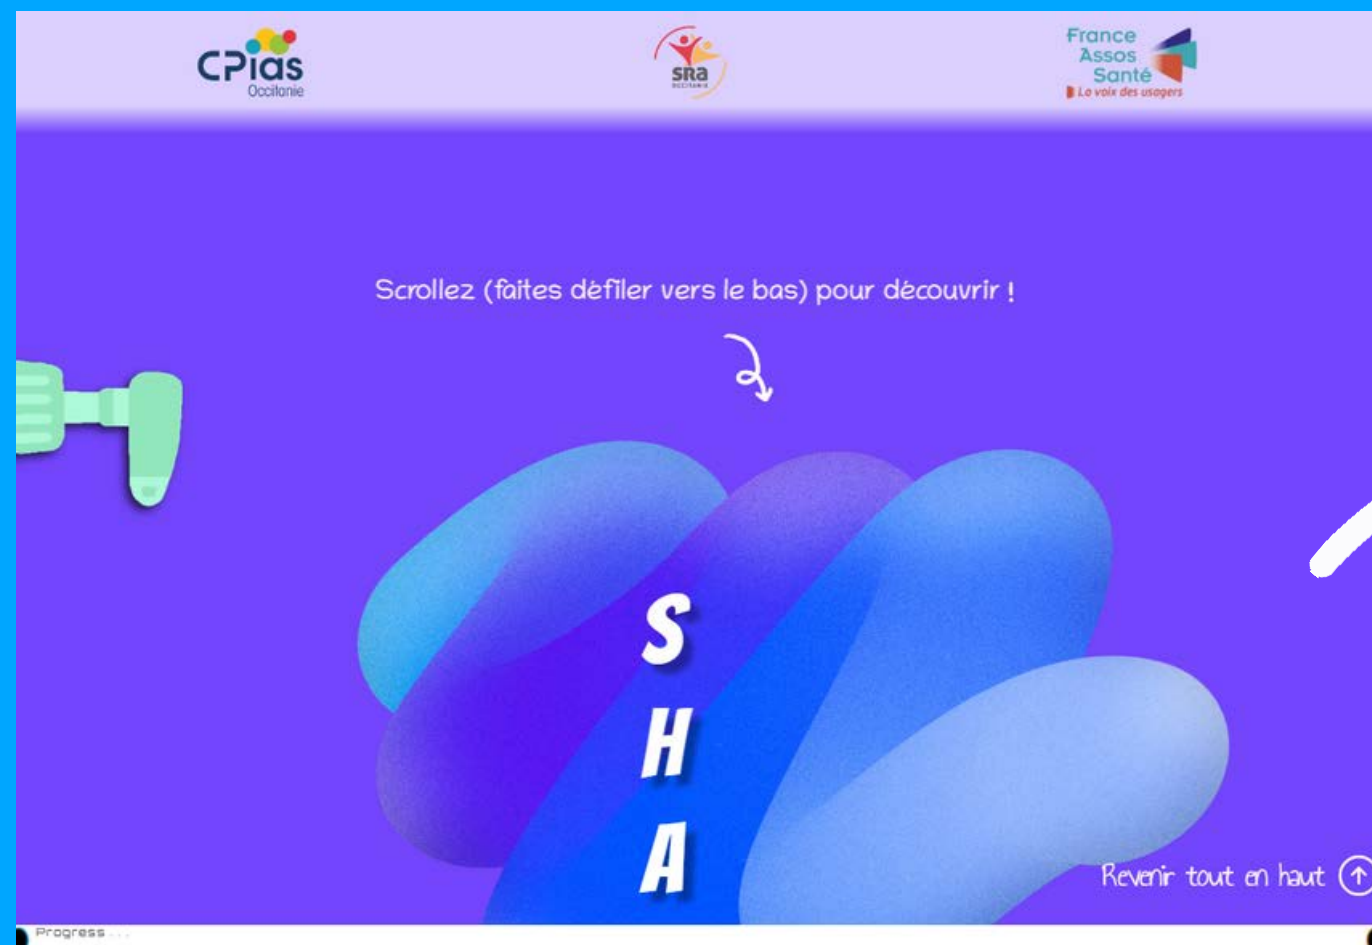 CPias
Occitanie
sra
OCCITANIE
France
Assos
Santé
La voix des usagers
Scrollez (faites défiler vers le bas) pour découvrir !
S
H
A
Revenir tout en haut
Progress ...